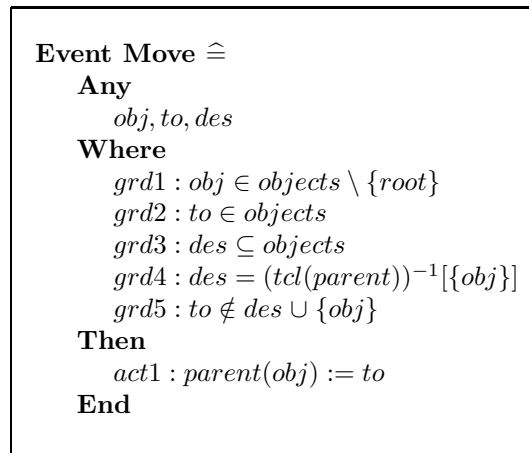 Event Move ≙
Any
obj, to, des
Where
grd1 : obj ∈ objects \ {root}
grd2 : to ∈ objects
grd3 : des ⊆ objects
grd4 : des = (tcl(parent))⁻¹[{obj}]
grd5 : to ∉ des ∪ {obj}
Then
act1 : parent(obj) := to
End